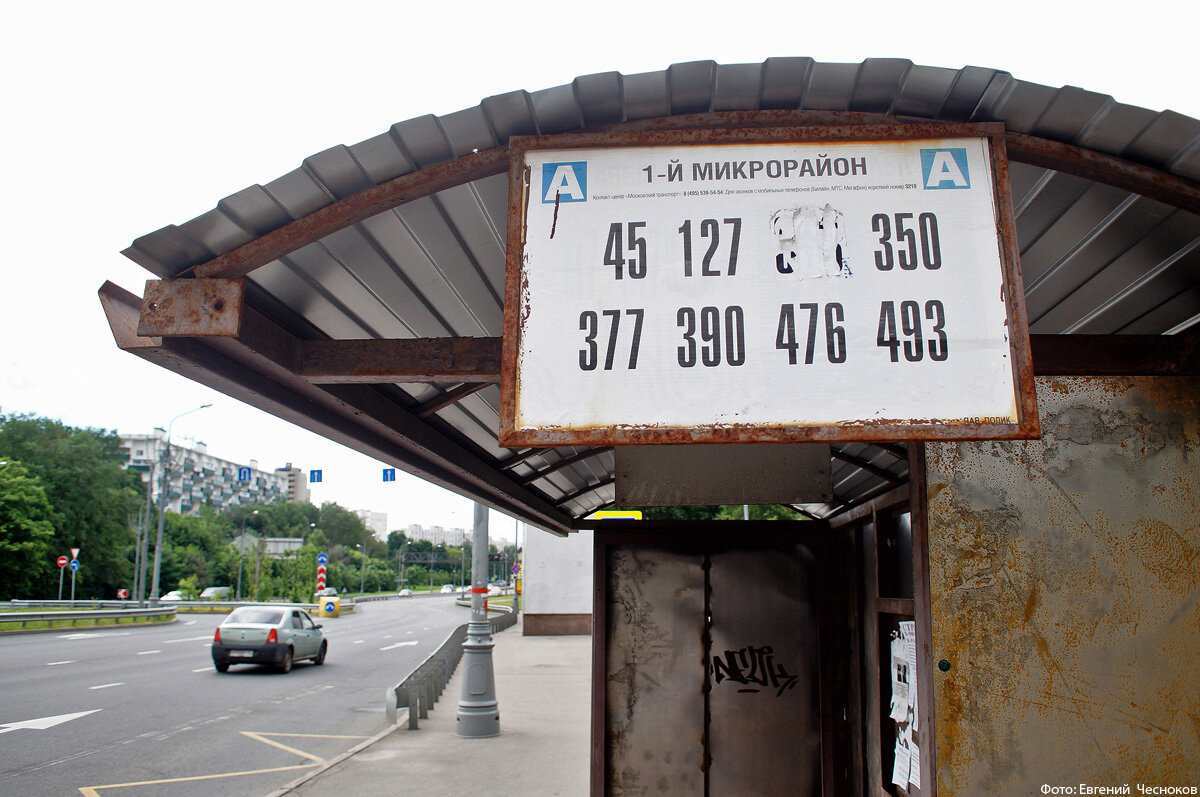 А 1-Й МИКРОРАЙОН А
Контакт-центр «Московский транспорт» 8 (495) 539-54-54. Для звонков с мобильных телефонов (Билайн, МТС, Мегафон) короткий номер 3210
45 127 350
377 390 476 493
Фото: Евгений Чесноков